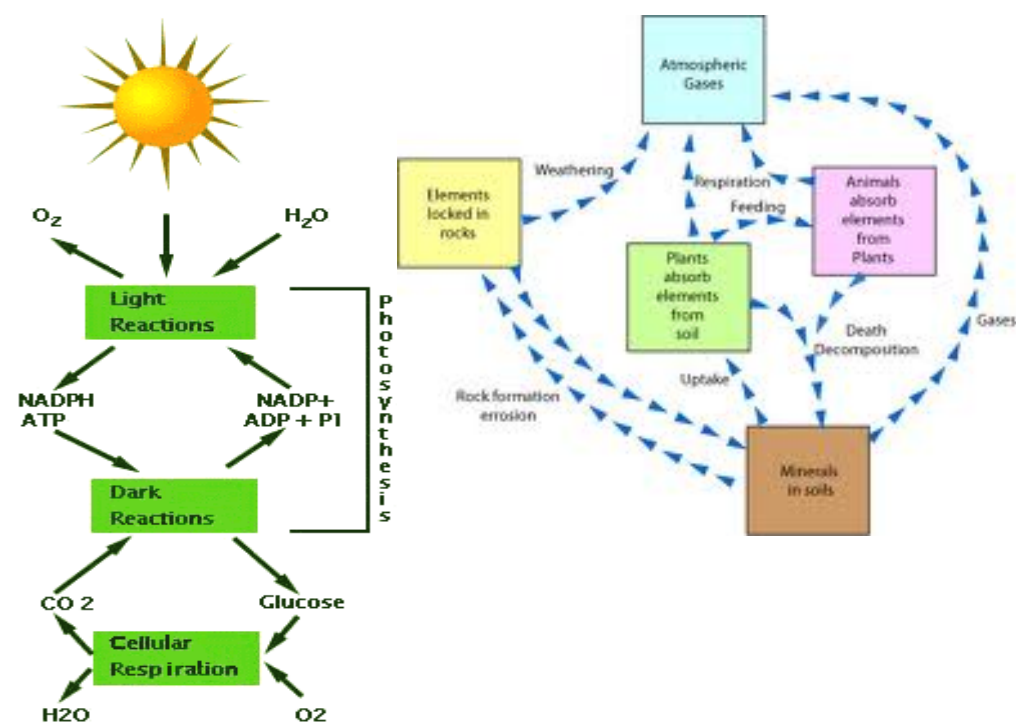 O2
H2O
Light
Reactions
NADPH
ATP
NADP+
ADP + P1
Photosynthesis
Dark
Reactions
CO 2
Glucose
Cellular
Respiration
H2O
O2
Atmospheric
Gases
Weathering
Elements
locked in
rocks
Respiration
Feeding
Animals
absorb
elements
from
Plants
Plants
absorb
elements
from
soil
Gases
Death
Decomposition
Uptake
Rock formation
errosion
Minerals
in soils